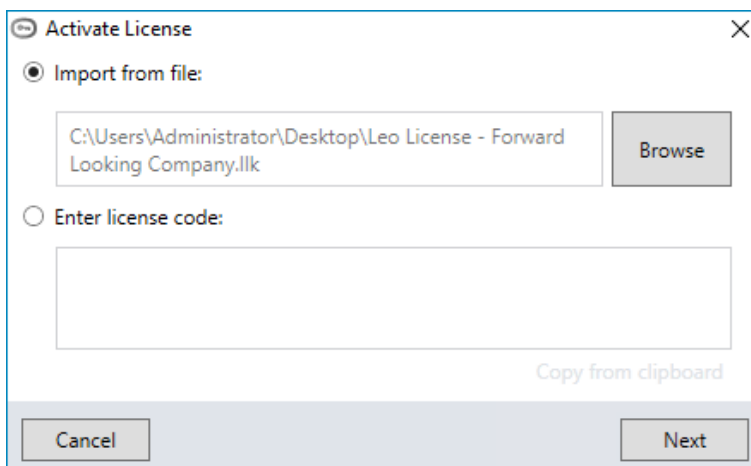 Activate License
Import from file:
C:\Users\Administrator\Desktop\Leo License - Forward
Looking Company.llk
Browse
Enter license code:
Copy from clipboard
Cancel
Next